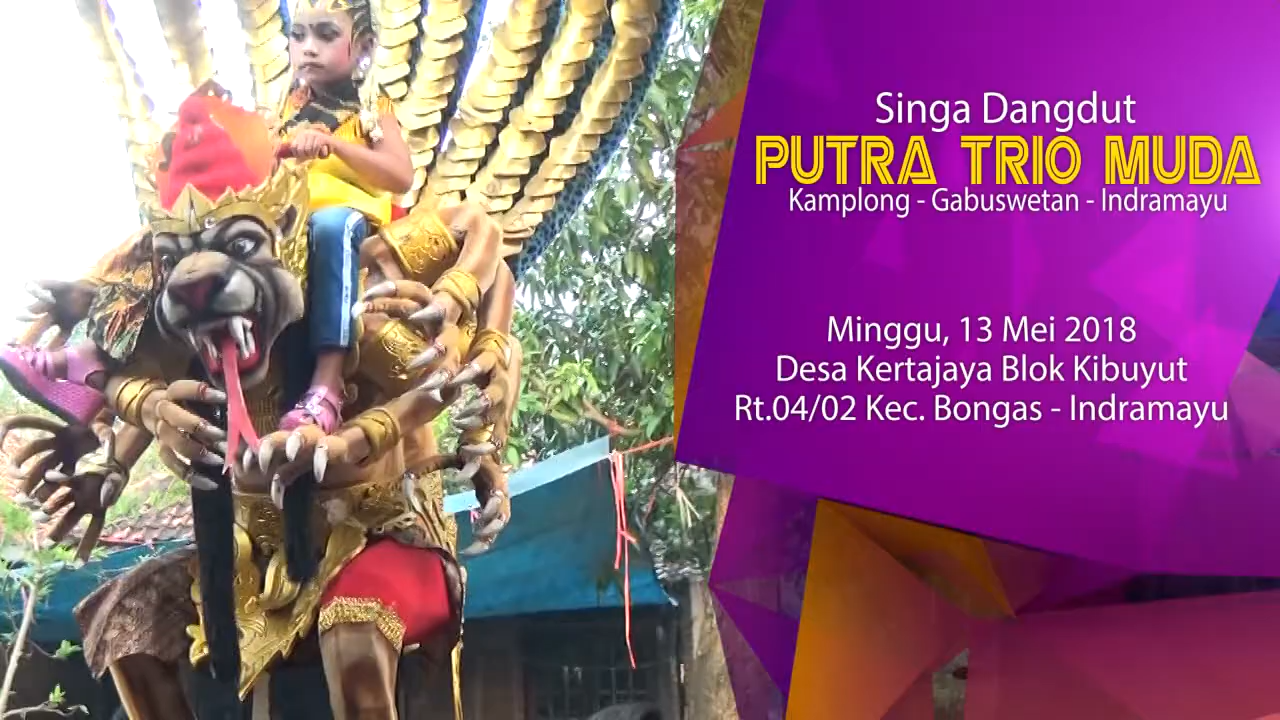 Singa Dangdut
PUTRA TRIO MUDA
Kamplong - Gabuswetan - Indramayu
Minggu, 13 Mei 2018
Desa Kertajaya Blok Kibuyut
Rt.04/02 Kec. Bongas - Indramayu